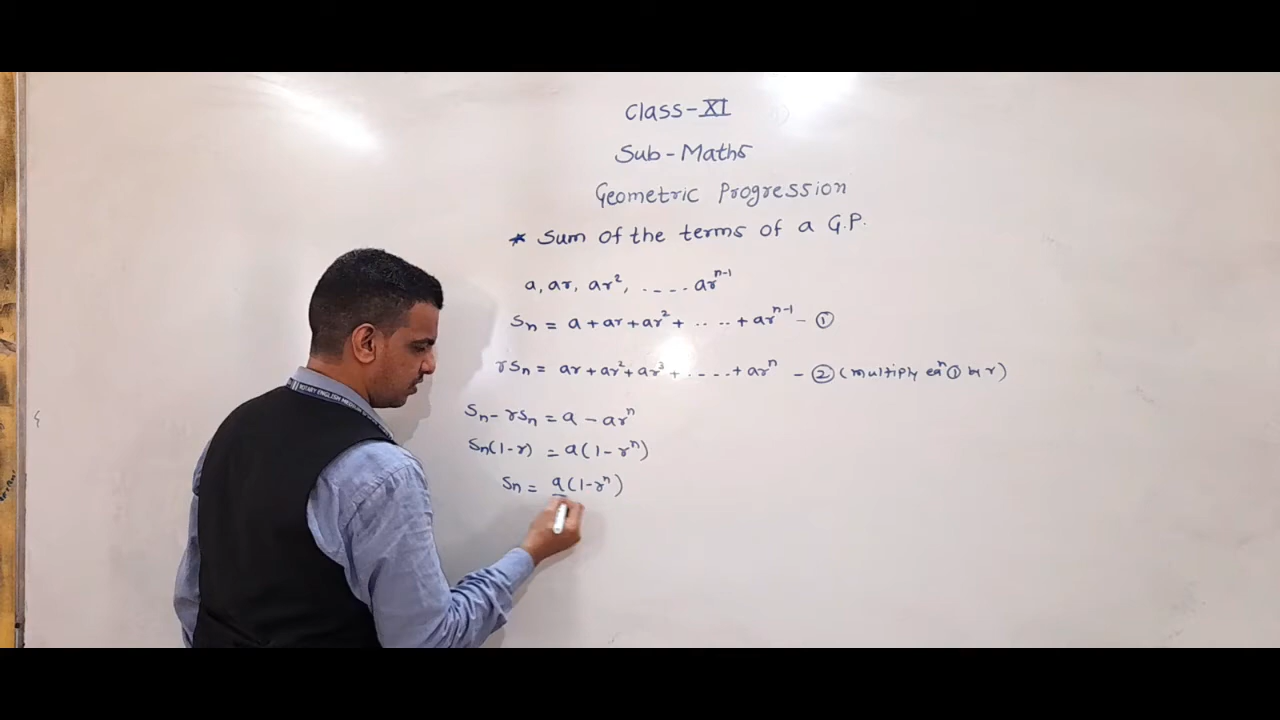 Class-XI
Sub-Maths
Geometric Progression
* Sum of the terms of a G.P.
a, ar, ar², ..... arⁿ⁻¹
Sₙ = a + ar + ar² + ..... + arⁿ⁻¹ - ①
rSₙ = ar + ar² + ar³ + ..... + arⁿ - ② (multiply eqⁿ ① by r)
Sₙ - rSₙ = a - arⁿ
Sₙ(1-r) = a(1-rⁿ)
Sₙ = a(1-rⁿ)
ROTARY ENGLISH